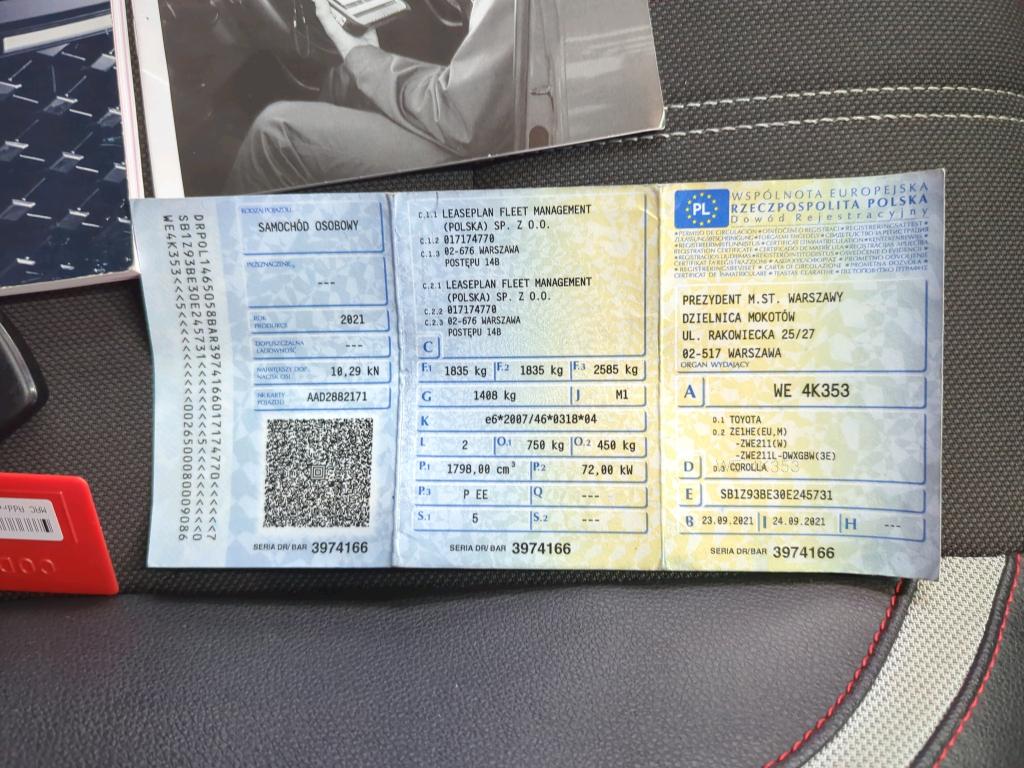 DRPOL1465058BAR3974166017174770<<<<<<7
SB1Z93BE30E245731<<<<<<5<<<<<<<<<<<<<0
WE4K353<<<5<<<<<<<<<<<<0026500080009086
RODZAJ POJAZDU
SAMOCHÓD OSOBOWY
PRZEZNACZENIE
---
ROK PRODUKCJI 2021
DOPUSZCZALNA ŁADOWNOŚĆ ---
NAJWIĘKSZY DOP. NACISK OSI 10,29 kN
NR KARTY POJAZDU AAD2882171
SERIA DR/BAR 3974166
C.1.1 LEASEPLAN FLEET MANAGEMENT
(POLSKA) SP. Z O.O.
C.1.2 017174770
C.1.3 02-676 WARSZAWA
POSTĘPU 14B
C.2.1 LEASEPLAN FLEET MANAGEMENT
(POLSKA) SP. Z O.O.
C.2.2 017174770
C.2.3 02-676 WARSZAWA
POSTĘPU 14B
C
F.1 1835 kg F.2 1835 kg F.3 2585 kg
G 1408 kg J M1
K e6*2007/46*0318*04
L 2 O.1 750 kg O.2 450 kg
P.1 1798,00 cm³ P.2 72,00 kW
P.3 P EE Q ---
S.1 5 S.2 ---
SERIA DR/BAR 3974166
PL
WSPÓLNOTA EUROPEJSKA
RZECZPOSPOLITA POLSKA
Dowód Rejestracyjny
PREZYDENT M.ST. WARSZAWY
DZIELNICA MOKOTÓW
UL. RAKOWIECKA 25/27
02-517 WARSZAWA
ORGAN WYDAJĄCY
A WE 4K353
D.1 TOYOTA
D.2 ZE1HE(EU,M)
-ZWE211(W)
-ZWE211L-DWXGBW(3E)
D D.3 COROLLA
E SB1Z93BE30E245731
B 23.09.2021 I 24.09.2021 H ---
SERIA DR/BAR 3974166